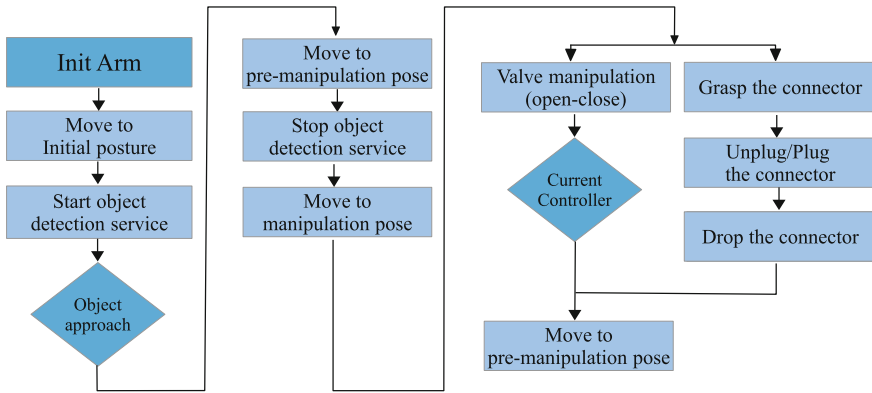 Init Arm
Move to
Initial posture
Start object
detection service
Object
approach
Move to
pre-manipulation pose
Stop object
detection service
Move to
manipulation pose
Valve manipulation
(open-close)
Current
Controller
Grasp the connector
Unplug/Plug
the connector
Drop the connector
Move to
pre-manipulation pose